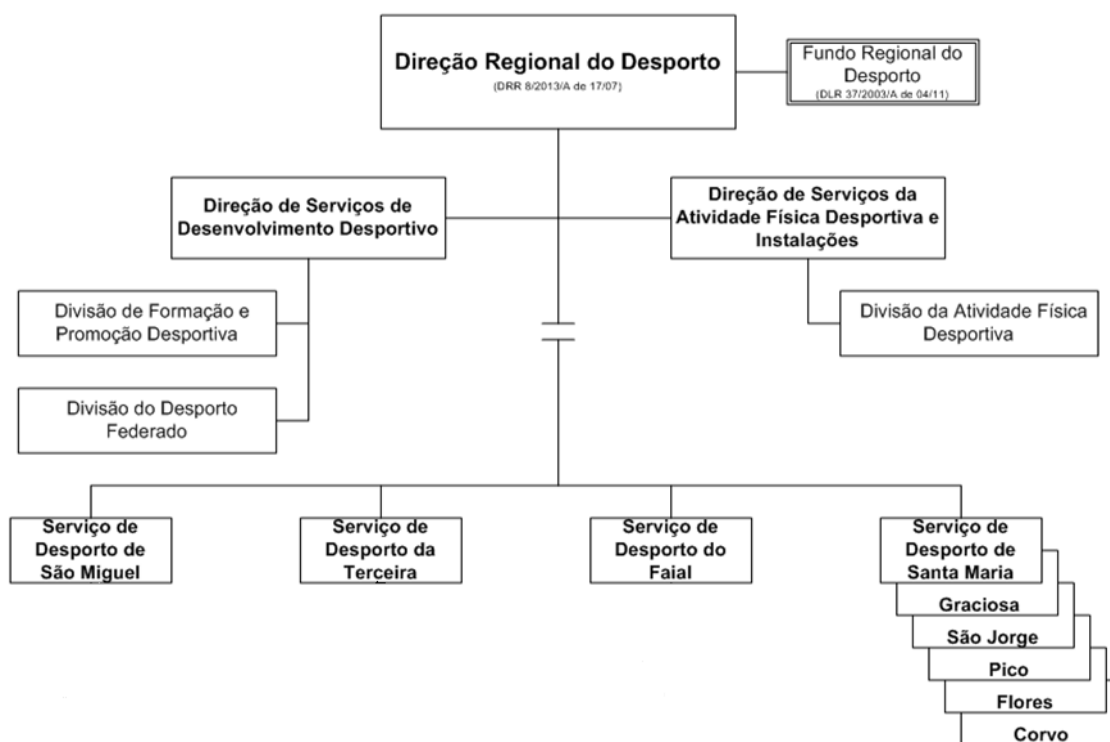 Direção Regional do Desporto
(DRR 8/2013/A de 17/07)
Fundo Regional do
Desporto
(DLR 37/2003/A de 04/11)
Direção de Serviços de
Desenvolvimento Desportivo
Direção de Serviços da
Atividade Física Desportiva e
Instalações
Divisão de Formação e
Promoção Desportiva
Divisão da Atividade Física
Desportiva
Divisão do Desporto
Federado
Serviço de
Desporto de
São Miguel
Serviço de
Desporto da
Terceira
Serviço de
Desporto do
Faial
Serviço de
Desporto de
Santa Maria
Graciosa
São Jorge
Pico
Flores
Corvo